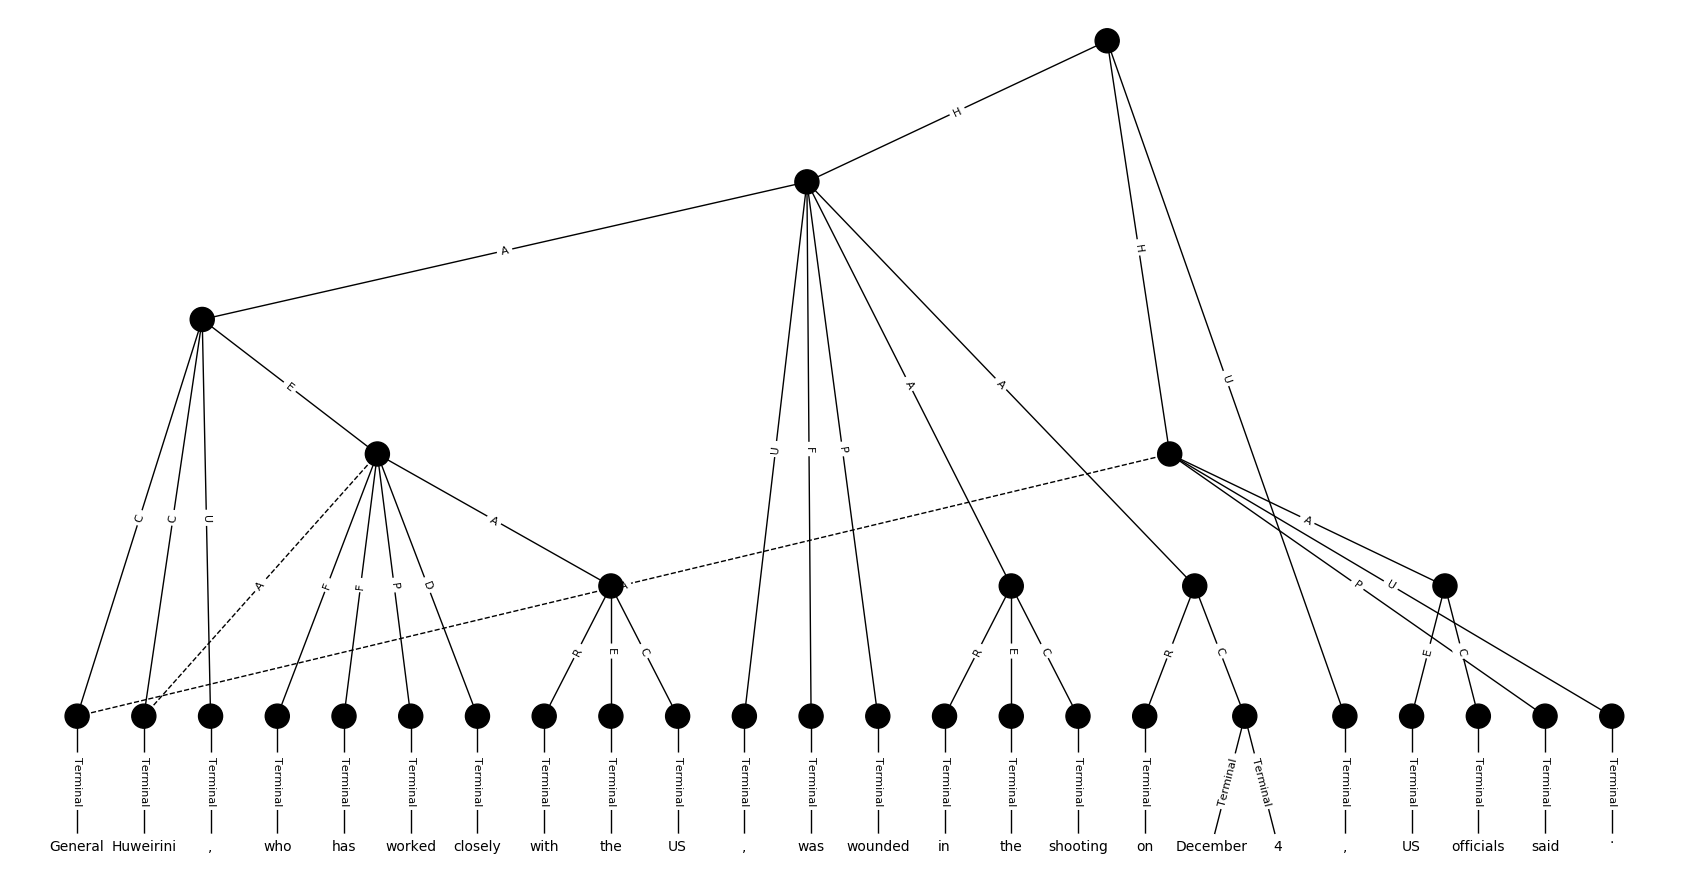 H
A
H
E
A
A
U
C
C
U
A
U
F
P
A
A
F
F
P
D
A
P
U
R
E
C
R
E
C
R
C
E
C
Terminal Terminal Terminal Terminal Terminal Terminal Terminal Terminal Terminal Terminal Terminal Terminal Terminal Terminal Terminal Terminal Terminal Terminal Terminal Terminal Terminal Terminal Terminal Terminal
General Huweirini , who has worked closely with the US , was wounded in the shooting on December 4 , US officials said .